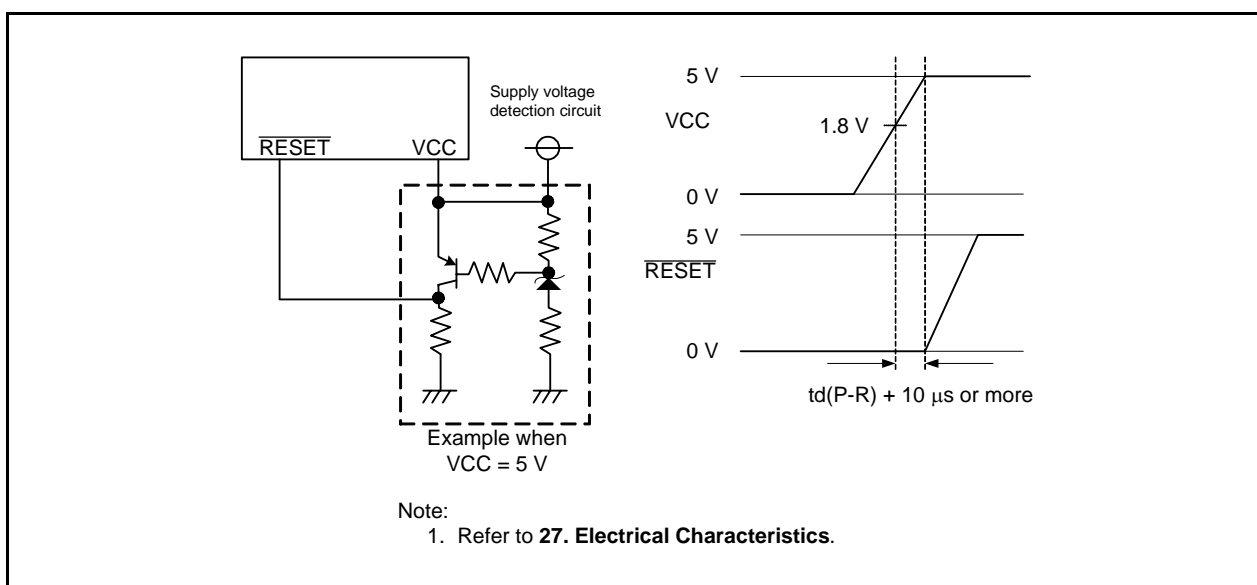 Supply voltage
detection circuit
RESET VCC
Example when
VCC = 5 V
5 V
VCC
1.8 V
0 V
5 V
RESET
0 V
td(P-R) + 10 μs or more
Note:
1. Refer to 27. Electrical Characteristics.